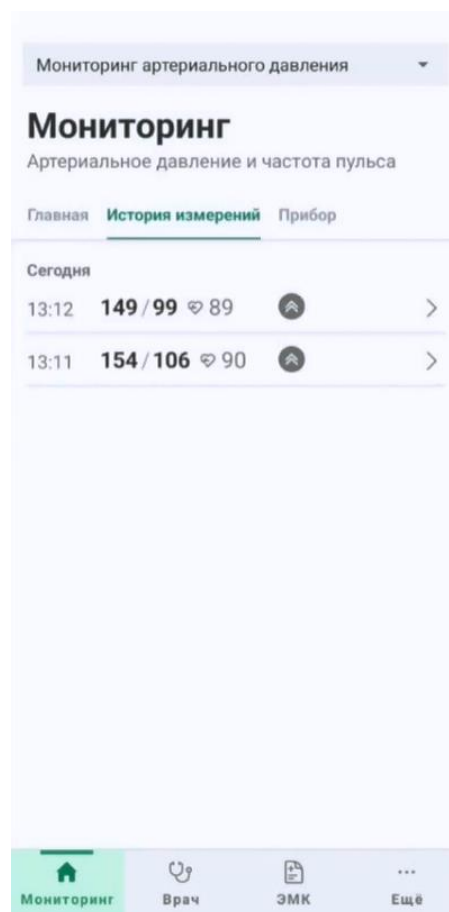 Мониторинг артериального давления
Мониторинг
Артериальное давление и частота пульса
Главная История измерений Прибор
Сегодня
13:12 149/99 89
13:11 154/106 90
Мониторинг Врач ЭМК Ещё